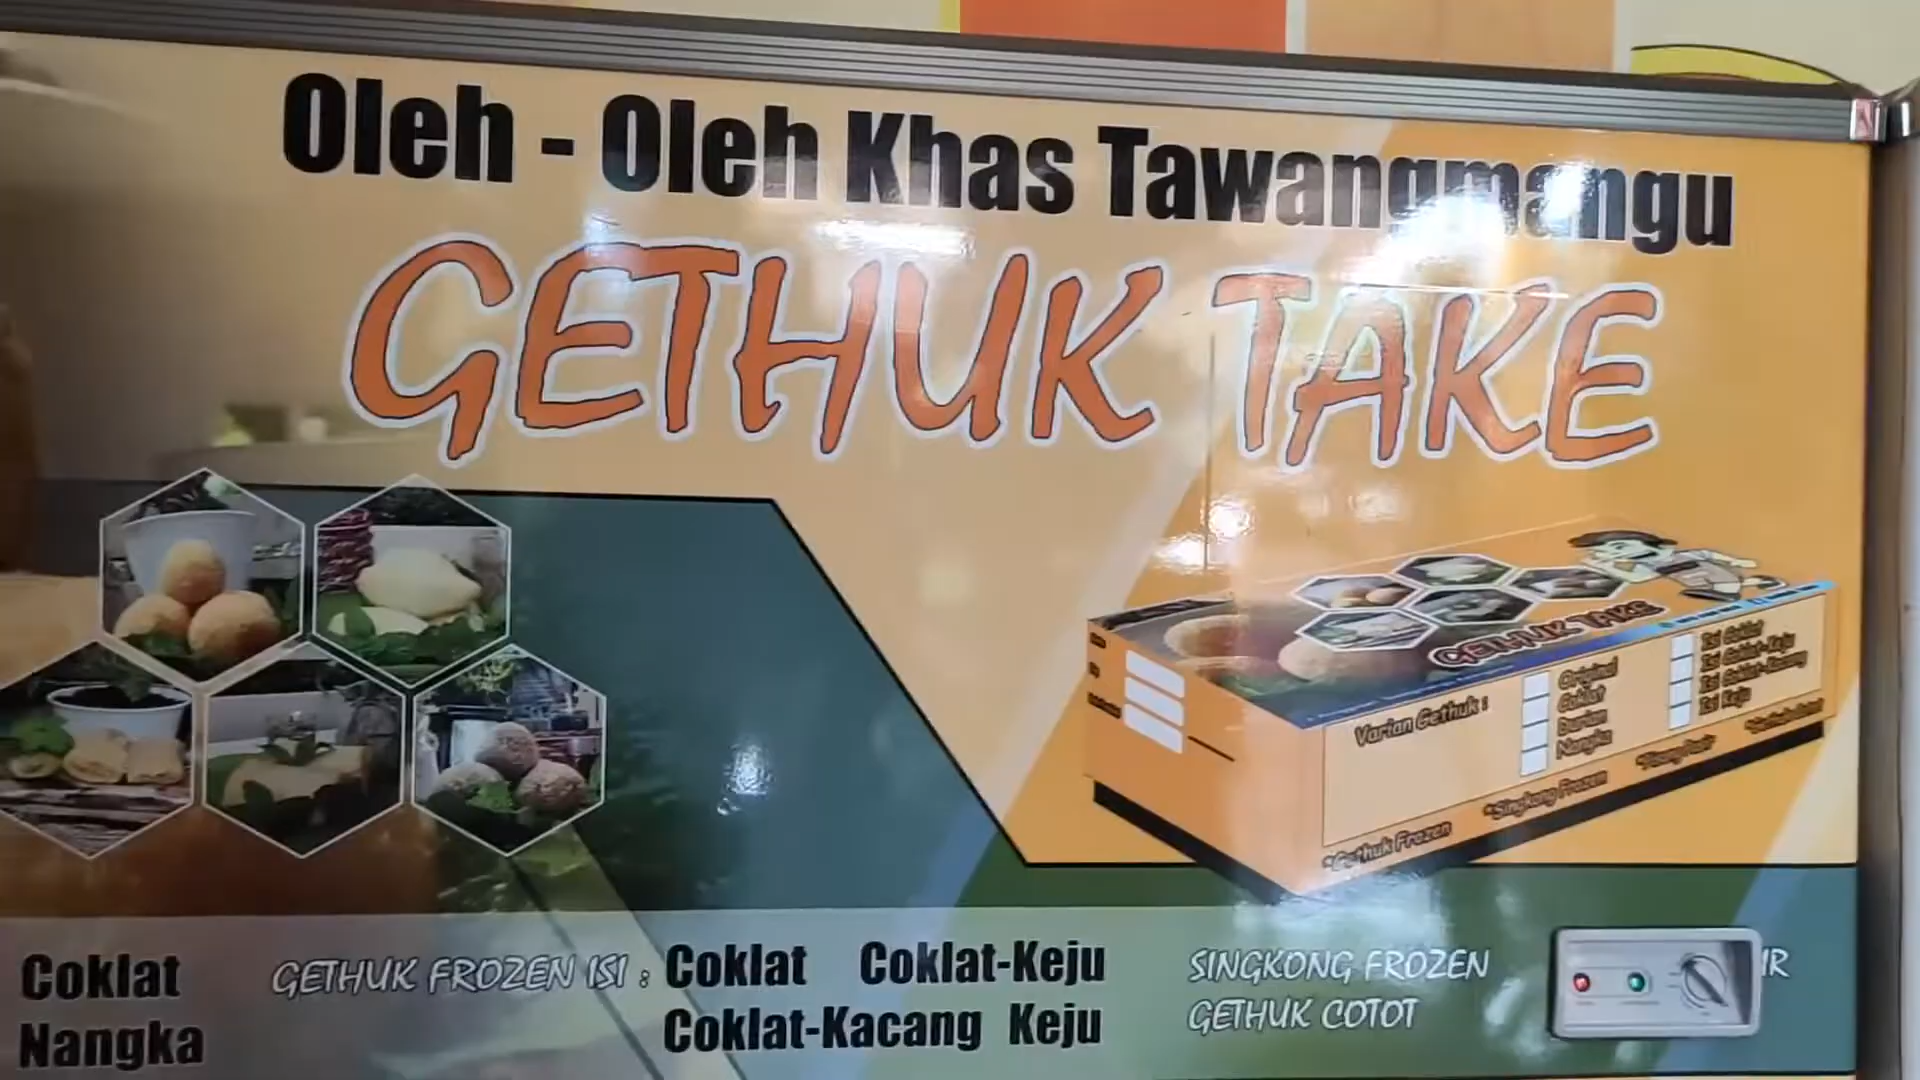 Oleh - Oleh Khas Tawangmangu
GETHUK TAKE
GETHUK TAKE
Varian Gethuk :
Original
Coklat
Durian
Nangka
Isi Coklat
Isi Coklat-Keju
Isi Coklat-Kacang
Isi Keju
*Gethuk Frozen
*Singkong Frozen
Coklat
Nangka
GETHUK FROZEN ISI :
Coklat Coklat-Keju
Coklat-Kacang Keju
SINGKONG FROZEN
GETHUK COTOT